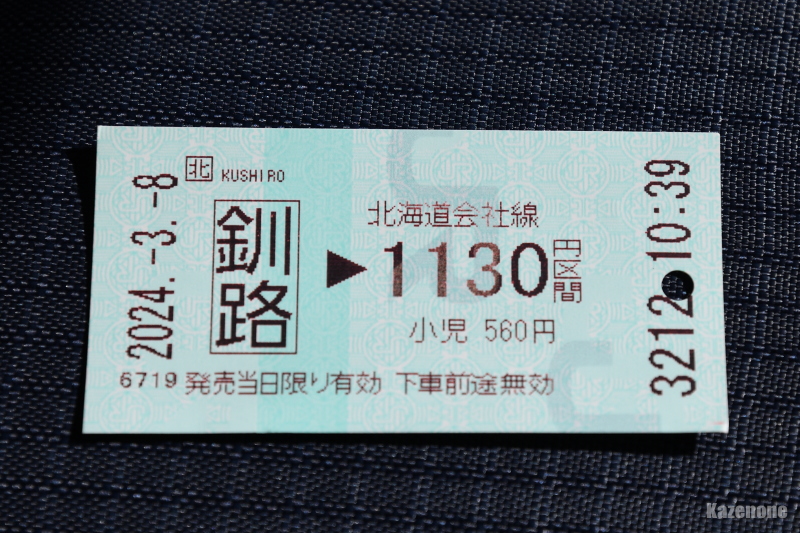 2024.-3.-8
北 KUSHIRO
釧路
▶
北海道会社線
1130円区間
小児 560円
6719 発売当日限り有効 下車前途無効
3212 10:39
Kazenone